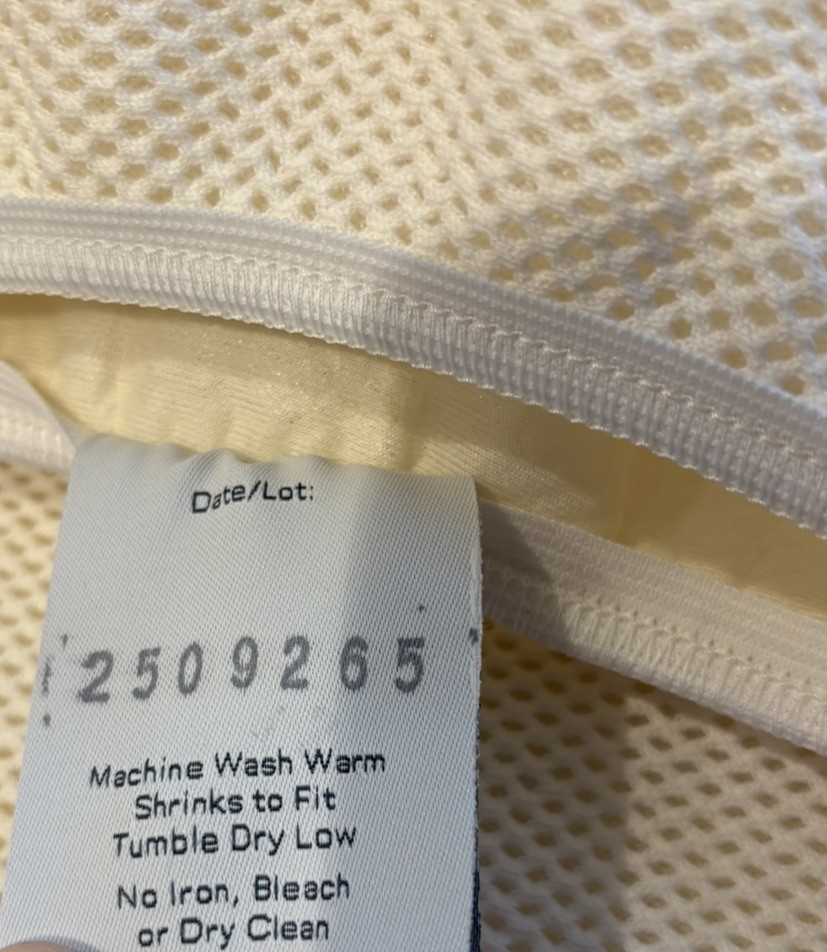 Date/Lot:
2509265
Machine Wash Warm
Shrinks to Fit
Tumble Dry Low
No Iron, Bleach
or Dry Clean